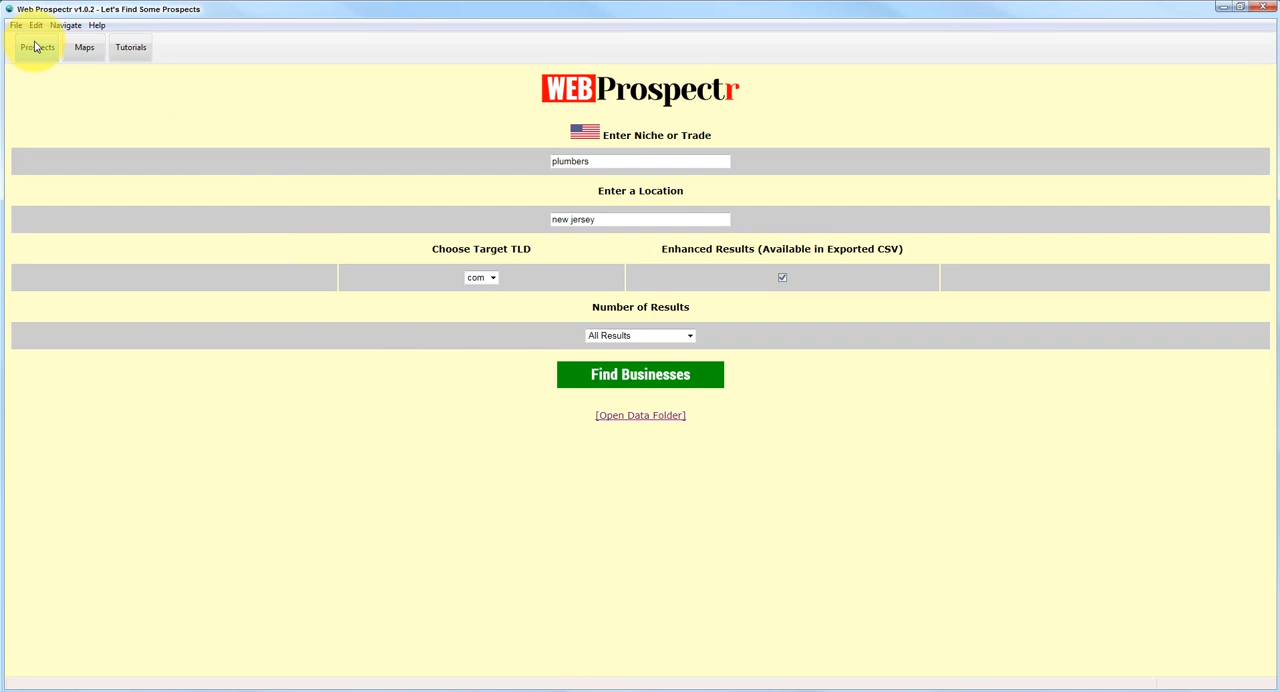 Web Prospectr v1.0.2 - Let's Find Some Prospects
File Edit Navigate Help
Prospects Maps Tutorials
WEB Prospectr
Enter Niche or Trade
plumbers
Enter a Location
new jersey
Choose Target TLD Enhanced Results (Available in Exported CSV)
com
Number of Results
All Results
Find Businesses
[Open Data Folder]